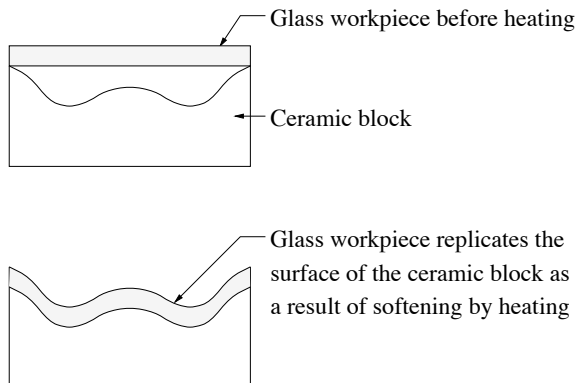 Glass workpiece before heating
Ceramic block
Glass workpiece replicates the
surface of the ceramic block as
a result of softening by heating